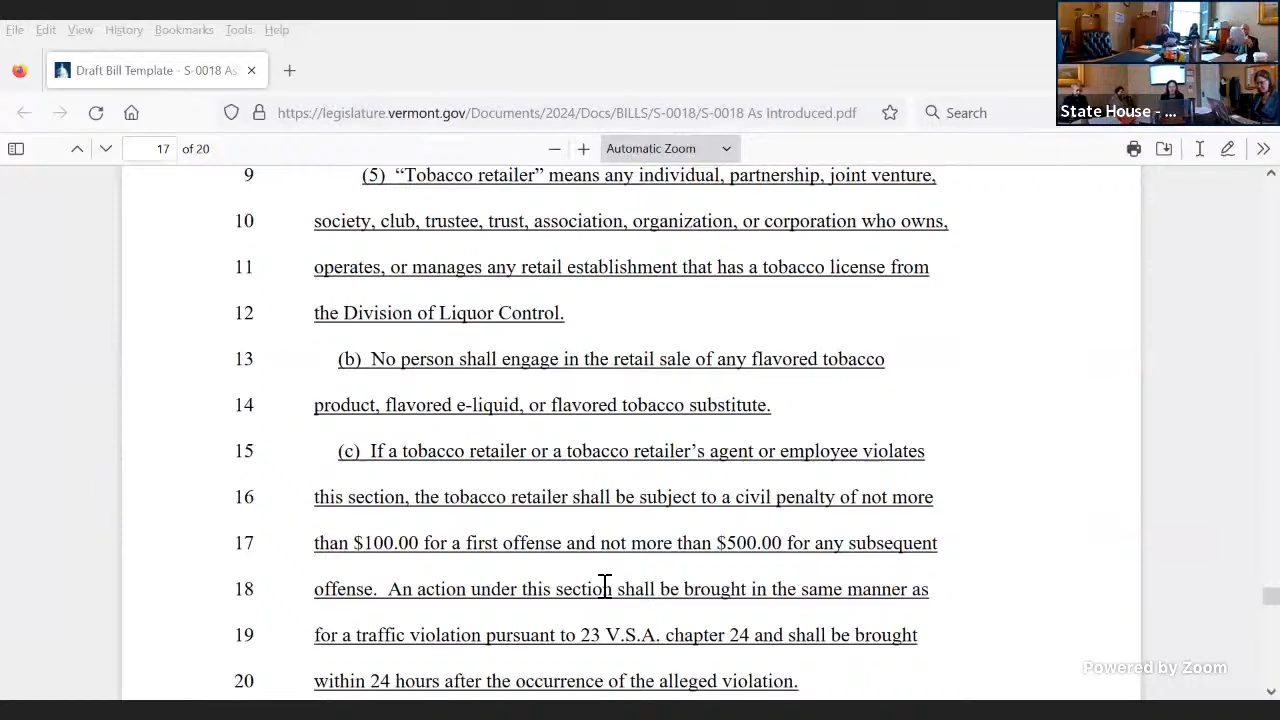 File Edit View History Bookmarks Tools Help
Draft Bill Template - S-0018 As
https://legislature.vermont.gov/Documents/2024/Docs/BILLS/S-0018/S-0018 As Introduced.pdf
Search
State House - ...
17 of 20
Automatic Zoom
9 (5) “Tobacco retailer” means any individual, partnership, joint venture,
10 society, club, trustee, trust, association, organization, or corporation who owns,
11 operates, or manages any retail establishment that has a tobacco license from
12 the Division of Liquor Control.
13 (b) No person shall engage in the retail sale of any flavored tobacco
14 product, flavored e-liquid, or flavored tobacco substitute.
15 (c) If a tobacco retailer or a tobacco retailer’s agent or employee violates
16 this section, the tobacco retailer shall be subject to a civil penalty of not more
17 than $100.00 for a first offense and not more than $500.00 for any subsequent
18 offense. An action under this section shall be brought in the same manner as
19 for a traffic violation pursuant to 23 V.S.A. chapter 24 and shall be brought
20 within 24 hours after the occurrence of the alleged violation.
Powered by Zoom